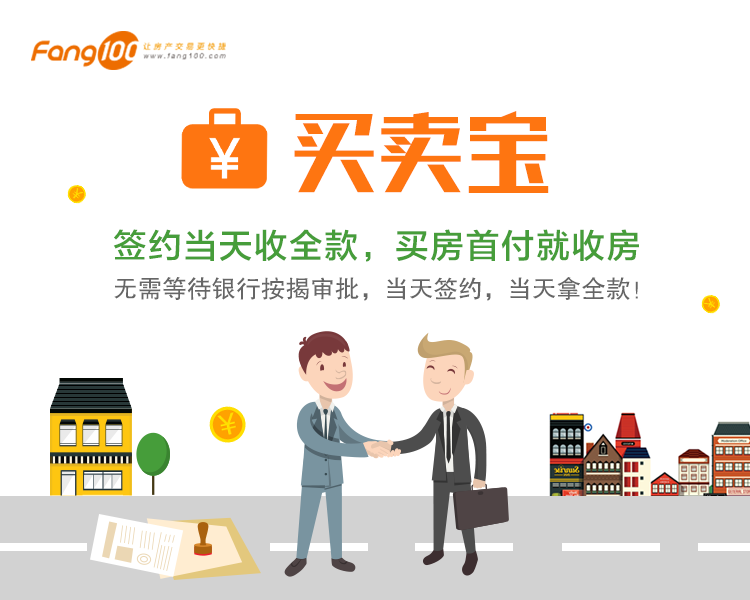 Fang100 让房产交易更快捷
www.fang100.com
¥ 买卖宝
签约当天收全款，买房首付就收房
无需等待银行按揭审批，当天签约，当天拿全款！
¥